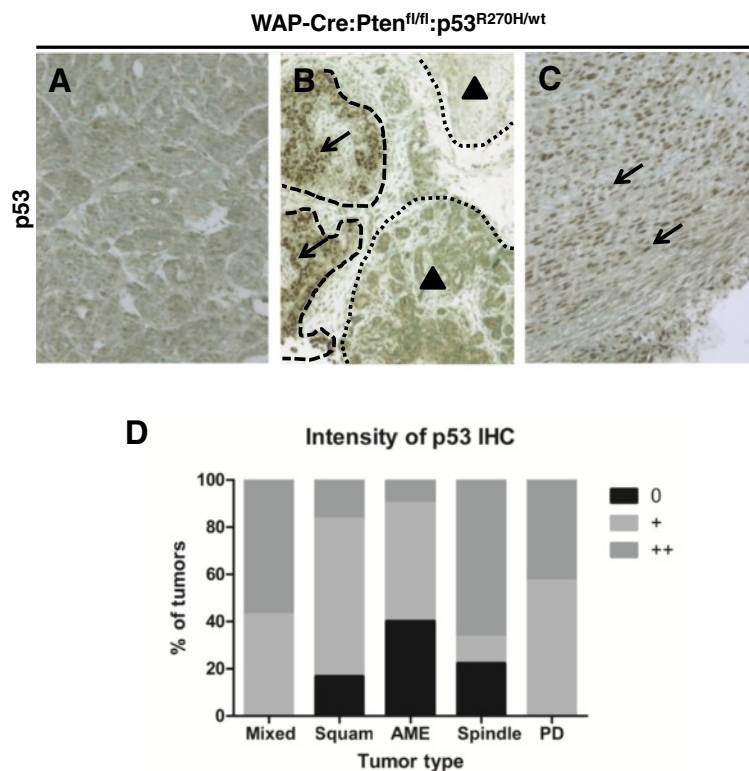 WAP-Cre:Pten^fl/fl:p53^R270H/wt
A
B
C
p53
D
Intensity of p53 IHC
100
80
60
40
20
0
% of tumors
0
+
++
Mixed Squam AME Spindle PD
Tumor type